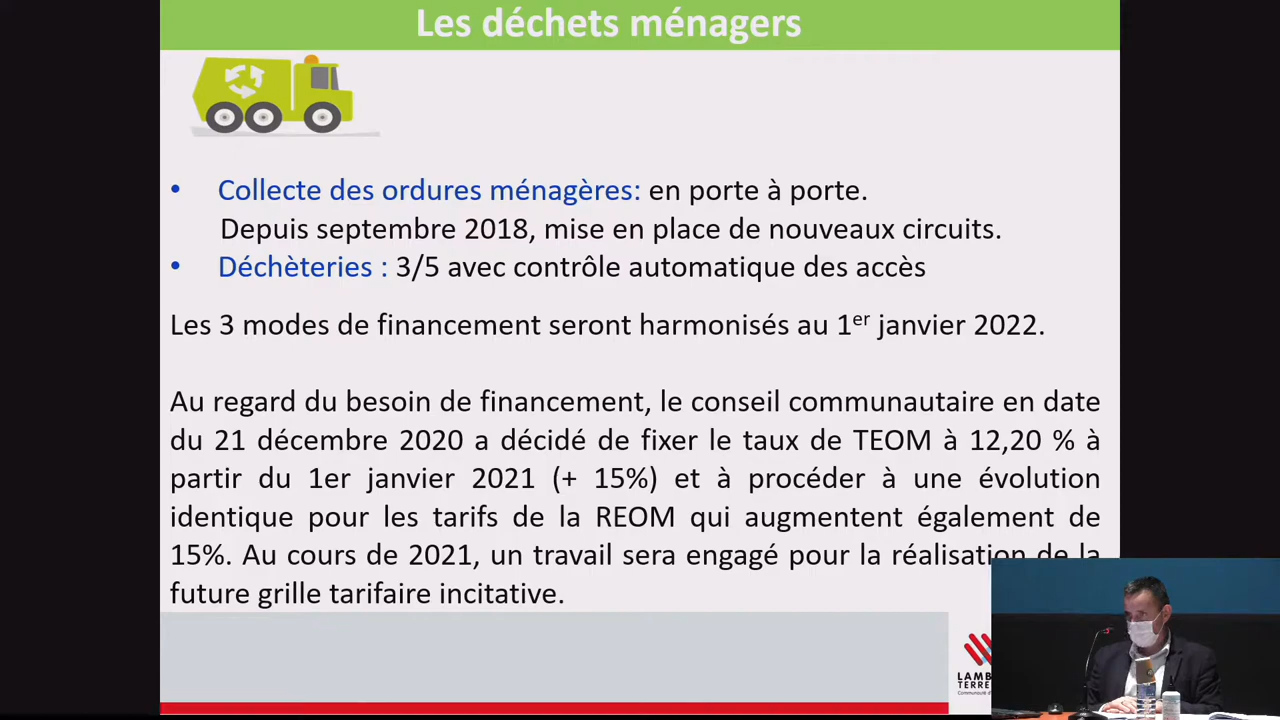 Les déchets ménagers
• Collecte des ordures ménagères: en porte à porte.
Depuis septembre 2018, mise en place de nouveaux circuits.
• Déchèteries : 3/5 avec contrôle automatique des accès
Les 3 modes de financement seront harmonisés au 1er janvier 2022.
Au regard du besoin de financement, le conseil communautaire en date
du 21 décembre 2020 a décidé de fixer le taux de TEOM à 12,20 % à
partir du 1er janvier 2021 (+ 15%) et à procéder à une évolution
identique pour les tarifs de la REOM qui augmentent également de
15%. Au cours de 2021, un travail sera engagé pour la réalisation de la
future grille tarifaire incitative.
LAMB
TERRE
Communauté d'